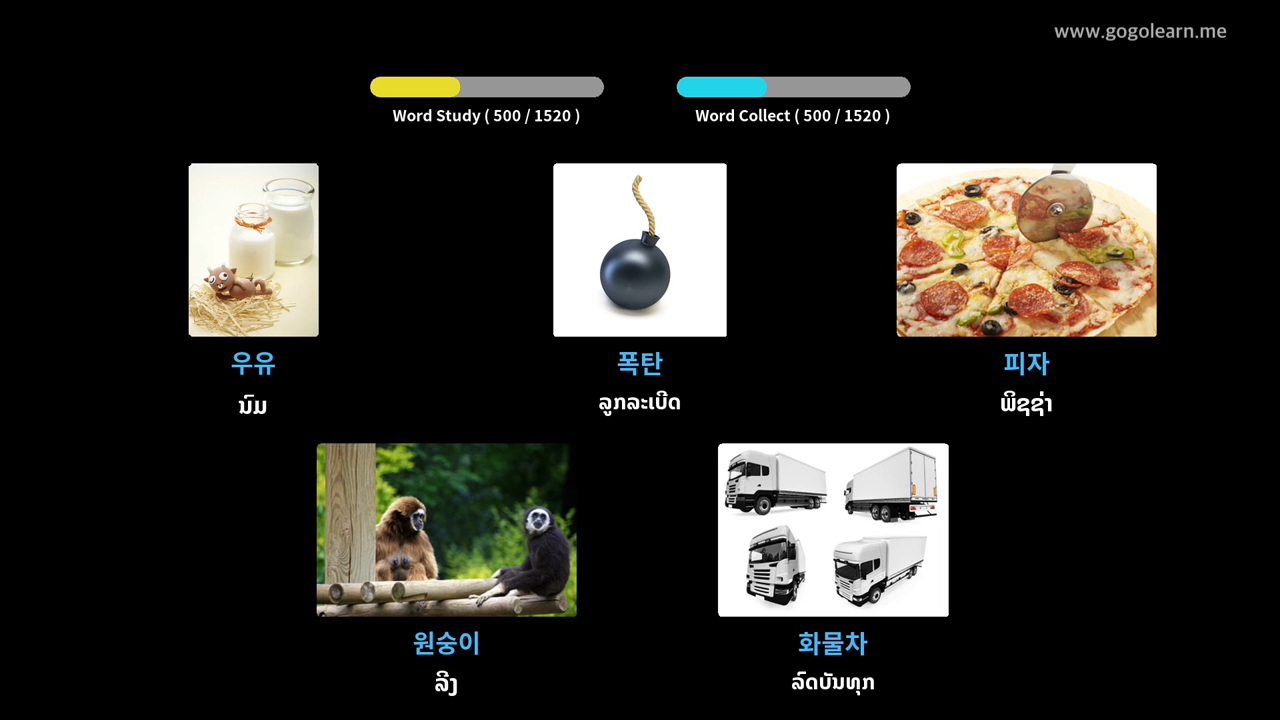 www.gogolearn.me
Word Study ( 500 / 1520 )
Word Collect ( 500 / 1520 )
우유
ນົມ
폭탄
ລູກລະເບີດ
피자
ພິຊຊ່າ
원숭이
ລີງ
화물차
ລົດບັນທຸກ